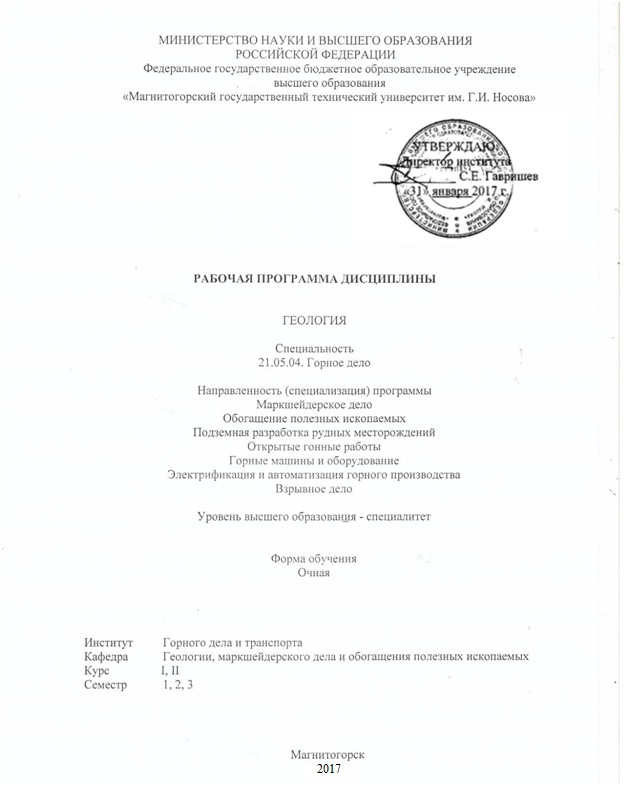 МИНИСТЕРСТВО НАУКИ И ВЫСШЕГО ОБРАЗОВАНИЯ
РОССИЙСКОЙ ФЕДЕРАЦИИ
Федеральное государственное бюджетное образовательное учреждение
высшего образования
«Магнитогорский государственный технический университет им. Г.И. Носова»
УТВЕРЖДАЮ:
Директор института
С.Е. Гавришев
«31» января 2017 г.
РАБОЧАЯ ПРОГРАММА ДИСЦИПЛИНЫ
ГЕОЛОГИЯ
Специальность
21.05.04. Горное дело
Направленность (специализация) программы
Маркшейдерское дело
Обогащение полезных ископаемых
Подземная разработка рудных месторождений
Открытые гонные работы
Горные машины и оборудование
Электрификация и автоматизация горного производства
Взрывное дело
Уровень высшего образования - специалитет
Форма обучения
Очная
Институт Горного дела и транспорта
Кафедра Геологии, маркшейдерского дела и обогащения полезных ископаемых
Курс I, II
Семестр 1, 2, 3
Магнитогорск
2017